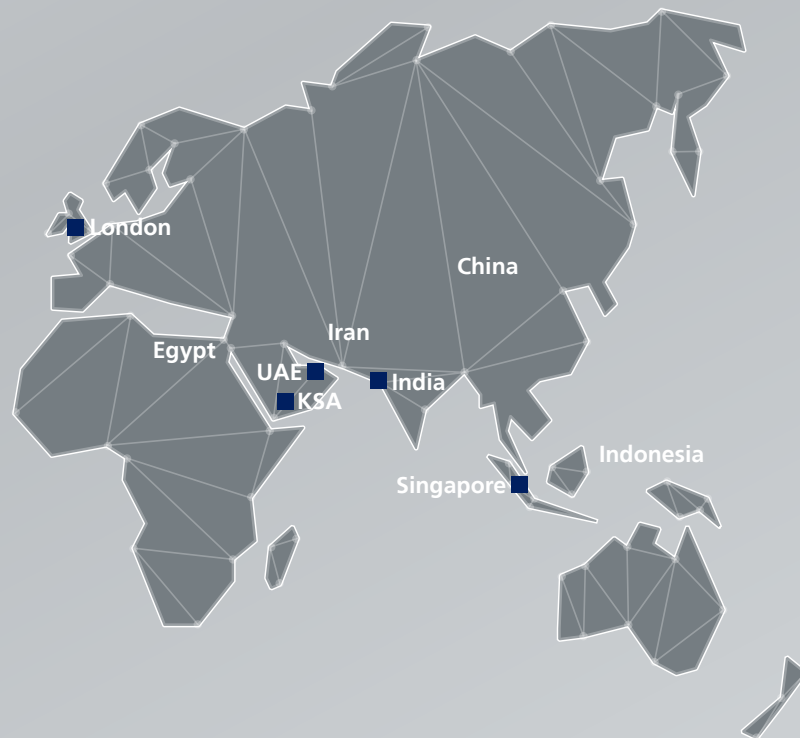 London
China
Iran
Egypt
UAE
India
KSA
Indonesia
Singapore